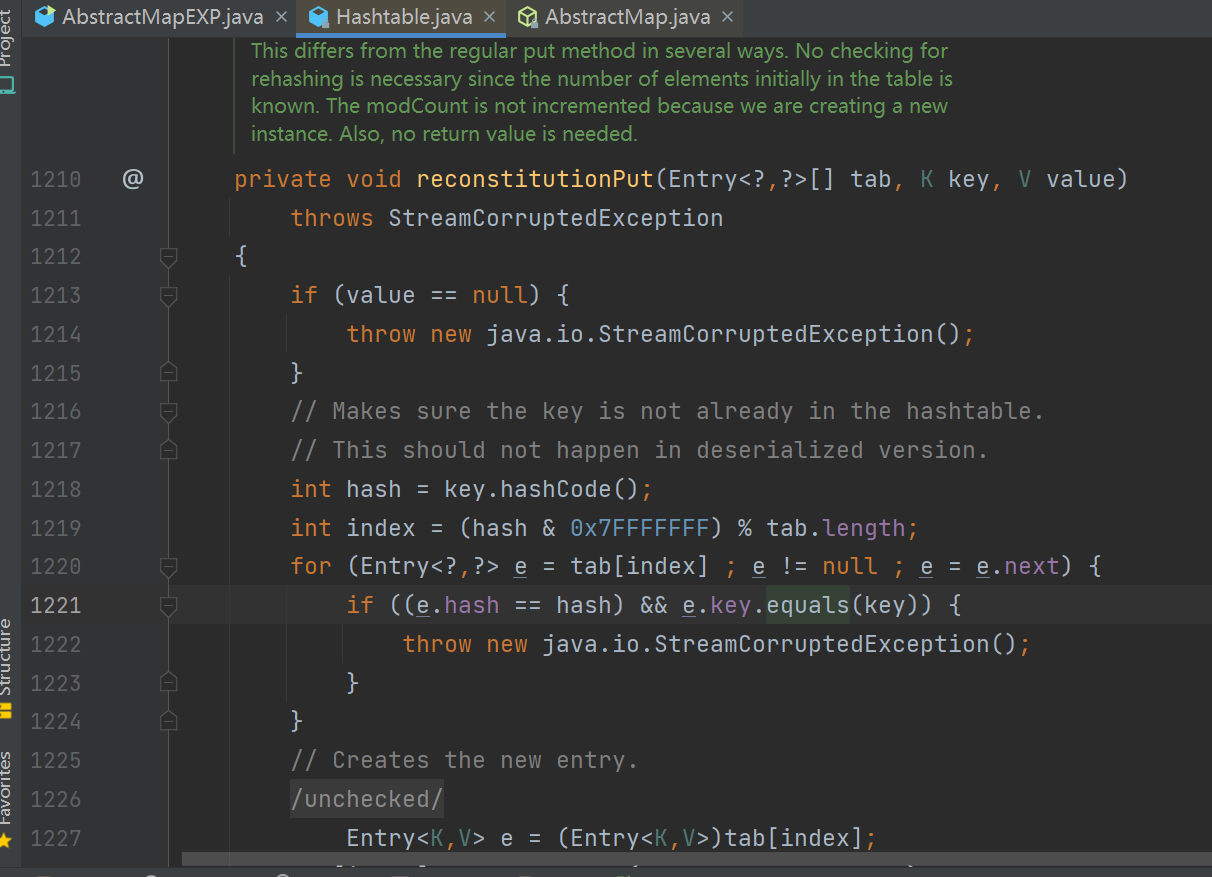 AbstractMapEXP.java × Hashtable.java × AbstractMap.java ×
Project
This differs from the regular put method in several ways. No checking for
rehashing is necessary since the number of elements initially in the table is
known. The modCount is not incremented because we are creating a new
instance. Also, no return value is needed.
1210 @ private void reconstitutionPut(Entry<?,?>[] tab, K key, V value)
1211 throws StreamCorruptedException
1212 {
1213 if (value == null) {
1214 throw new java.io.StreamCorruptedException();
1215 }
1216 // Makes sure the key is not already in the hashtable.
1217 // This should not happen in deserialized version.
1218 int hash = key.hashCode();
1219 int index = (hash & 0x7FFFFFFF) % tab.length;
1220 for (Entry<?,?> e = tab[index] ; e != null ; e = e.next) {
1221 if ((e.hash == hash) && e.key.equals(key)) {
1222 throw new java.io.StreamCorruptedException();
1223 }
1224 }
1225 // Creates the new entry.
1226 /unchecked/
1227 Entry<K,V> e = (Entry<K,V>)tab[index];
Structure
Favorites